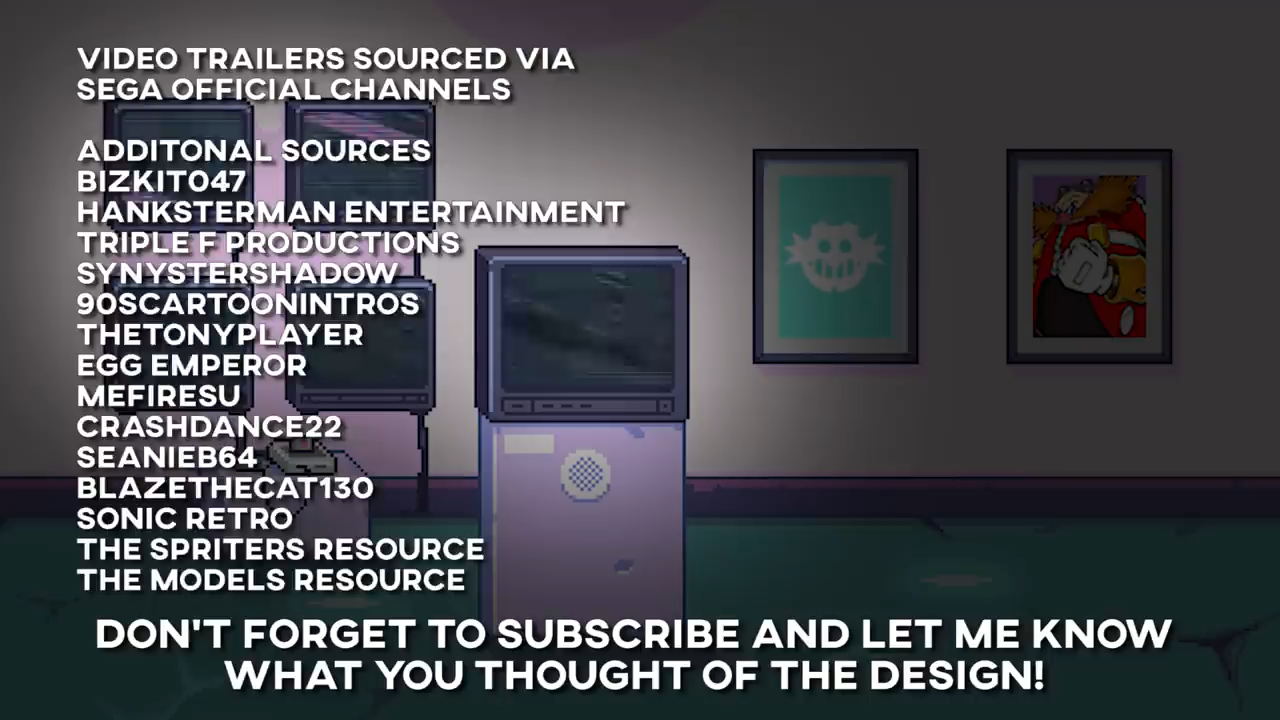 VIDEO TRAILERS SOURCED VIA
SEGA OFFICIAL CHANNELS
ADDITONAL SOURCES
BIZKIT047
HANKSTERMAN ENTERTAINMENT
TRIPLE F PRODUCTIONS
SYNYSTERSHADOW
90SCARTOONINTROS
THETONYPLAYER
EGG EMPEROR
MEFIRESU
CRASHDANCE22
SEANIEB64
BLAZETHECAT130
SONIC RETRO
THE SPRITERS RESOURCE
THE MODELS RESOURCE
DON'T FORGET TO SUBSCRIBE AND LET ME KNOW
WHAT YOU THOUGHT OF THE DESIGN!